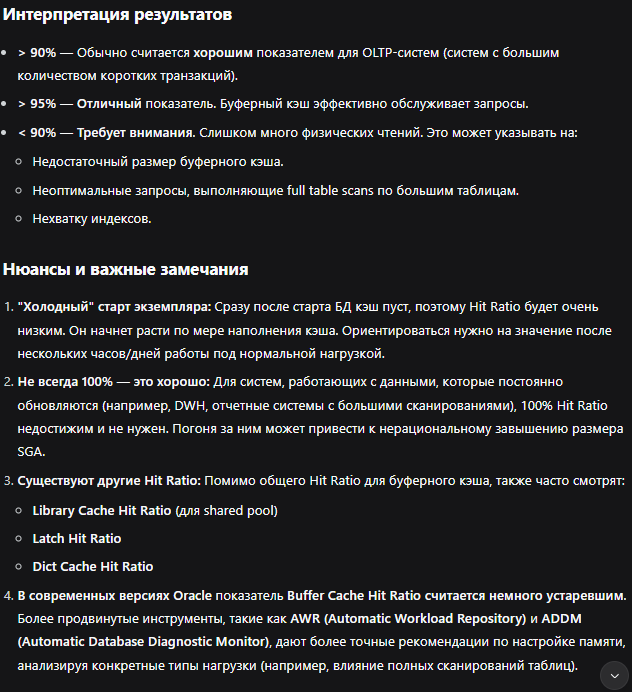 Интерпретация результатов
• > 90% — Обычно считается хорошим показателем для OLTP-систем (систем с большим
количеством коротких транзакций).
• > 95% — Отличный показатель. Буферный кэш эффективно обслуживает запросы.
• < 90% — Требует внимания. Слишком много физических чтений. Это может указывать на:
○ Недостаточный размер буферного кэша.
○ Неоптимальные запросы, выполняющие full table scans по большим таблицам.
○ Нехватку индексов.
Нюансы и важные замечания
1. "Холодный" старт экземпляра: Сразу после старта БД кэш пуст, поэтому Hit Ratio будет очень
низким. Он начнет расти по мере наполнения кэша. Ориентироваться нужно на значение после
нескольких часов/дней работы под нормальной нагрузкой.
2. Не всегда 100% — это хорошо: Для систем, работающих с данными, которые постоянно
обновляются (например, DWH, отчетные системы с большими сканированиями), 100% Hit Ratio
недостижим и не нужен. Погоня за ним может привести к нерациональному завышению размера
SGA.
3. Существуют другие Hit Ratio: Помимо общего Hit Ratio для буферного кэша, также часто смотрят:
○ Library Cache Hit Ratio (для shared pool)
○ Latch Hit Ratio
○ Dict Cache Hit Ratio
4. В современных версиях Oracle показатель Buffer Cache Hit Ratio считается немного устаревшим.
Более продвинутые инструменты, такие как AWR (Automatic Workload Repository) и ADDM
(Automatic Database Diagnostic Monitor), дают более точные рекомендации по настройке памяти,
анализируя конкретные типы нагрузки (например, влияние полных сканирований таблиц).